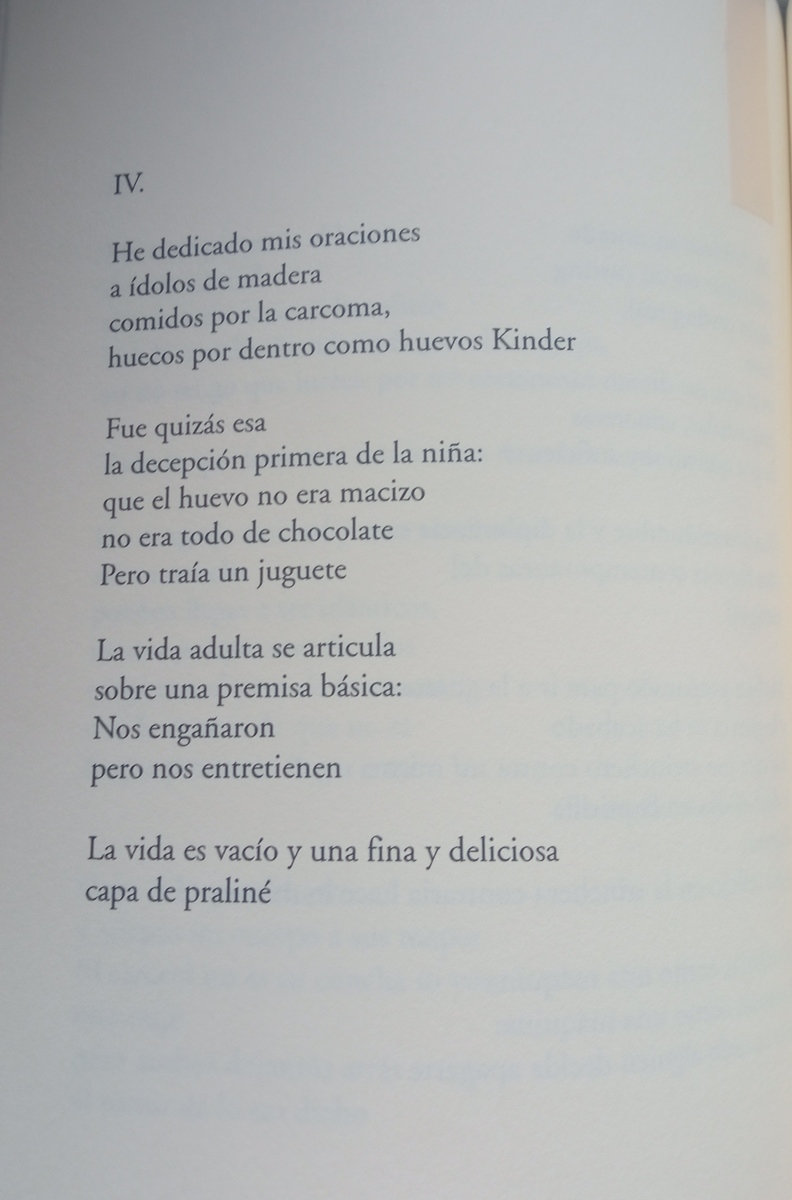 IV.
He dedicado mis oraciones
a ídolos de madera
comidos por la carcoma,
huecos por dentro como huevos Kinder
Fue quizás esa
la decepción primera de la niña:
que el huevo no era macizo
no era todo de chocolate
Pero traía un juguete
La vida adulta se articula
sobre una premisa básica:
Nos engañaron
pero nos entretienen
La vida es vacío y una fina y deliciosa
capa de praliné